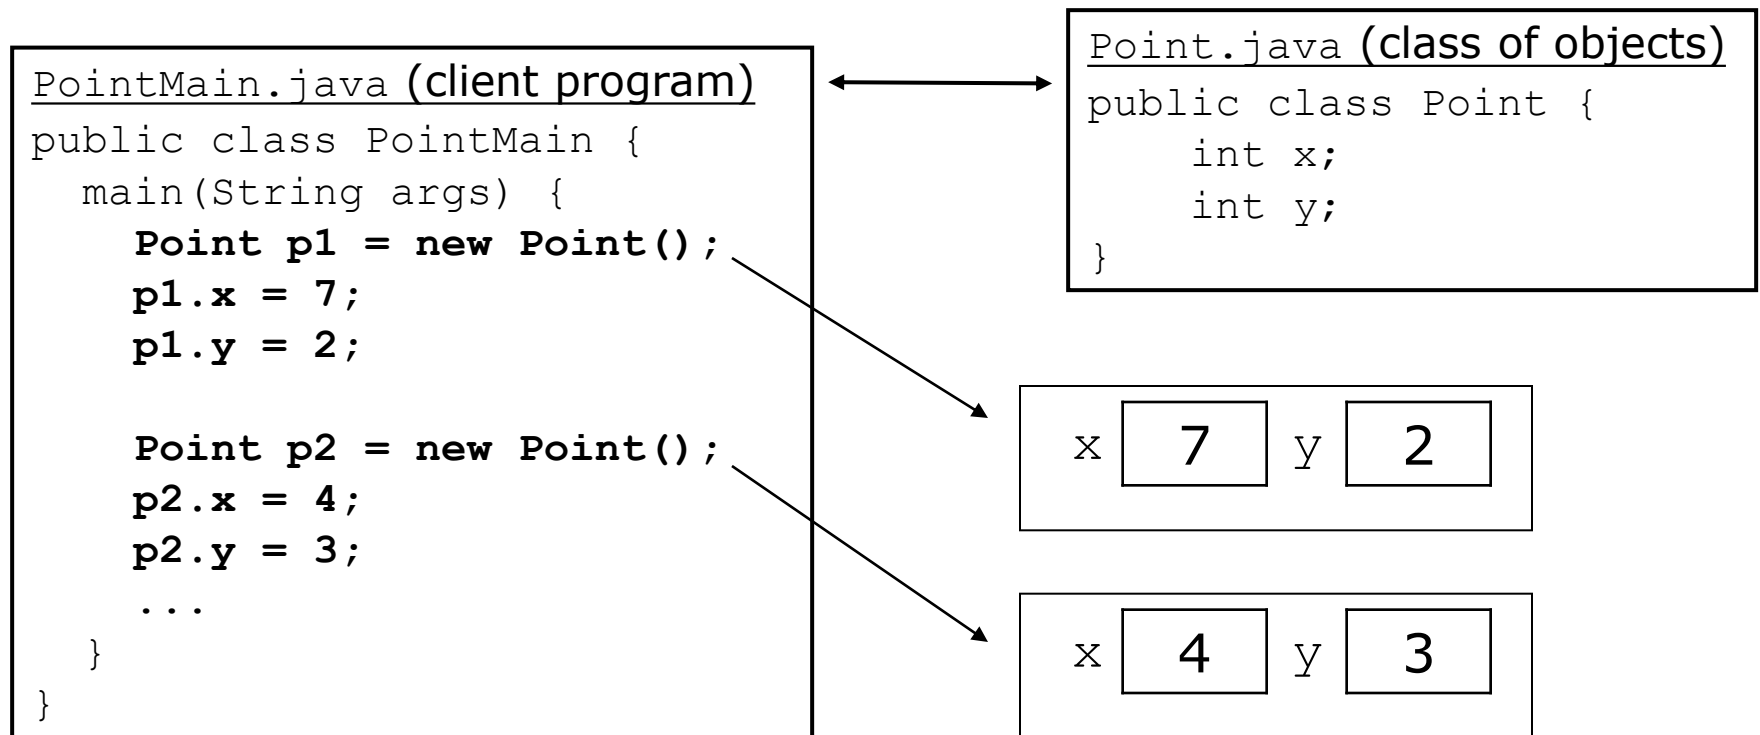 PointMain.java (client program)
public class PointMain {
main(String args) {
Point p1 = new Point();
p1.x = 7;
p1.y = 2;
Point p2 = new Point();
p2.x = 4;
p2.y = 3;
...
}
}
Point.java (class of objects)
public class Point {
int x;
int y;
}
x 7 y 2
x 4 y 3